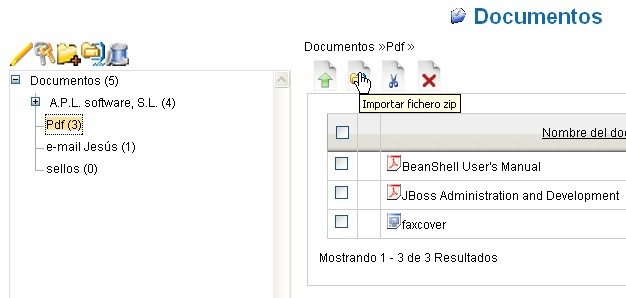 Documentos
Documentos »Pdf »
Importar fichero zip
Documentos (5)
A.P.L. software, S.L. (4)
Pdf (3)
e-mail Jesús (1)
sellos (0)
Nombre del do
BeanShell User's Manual
JBoss Administration and Development
faxcover
Mostrando 1 - 3 de 3 Resultados